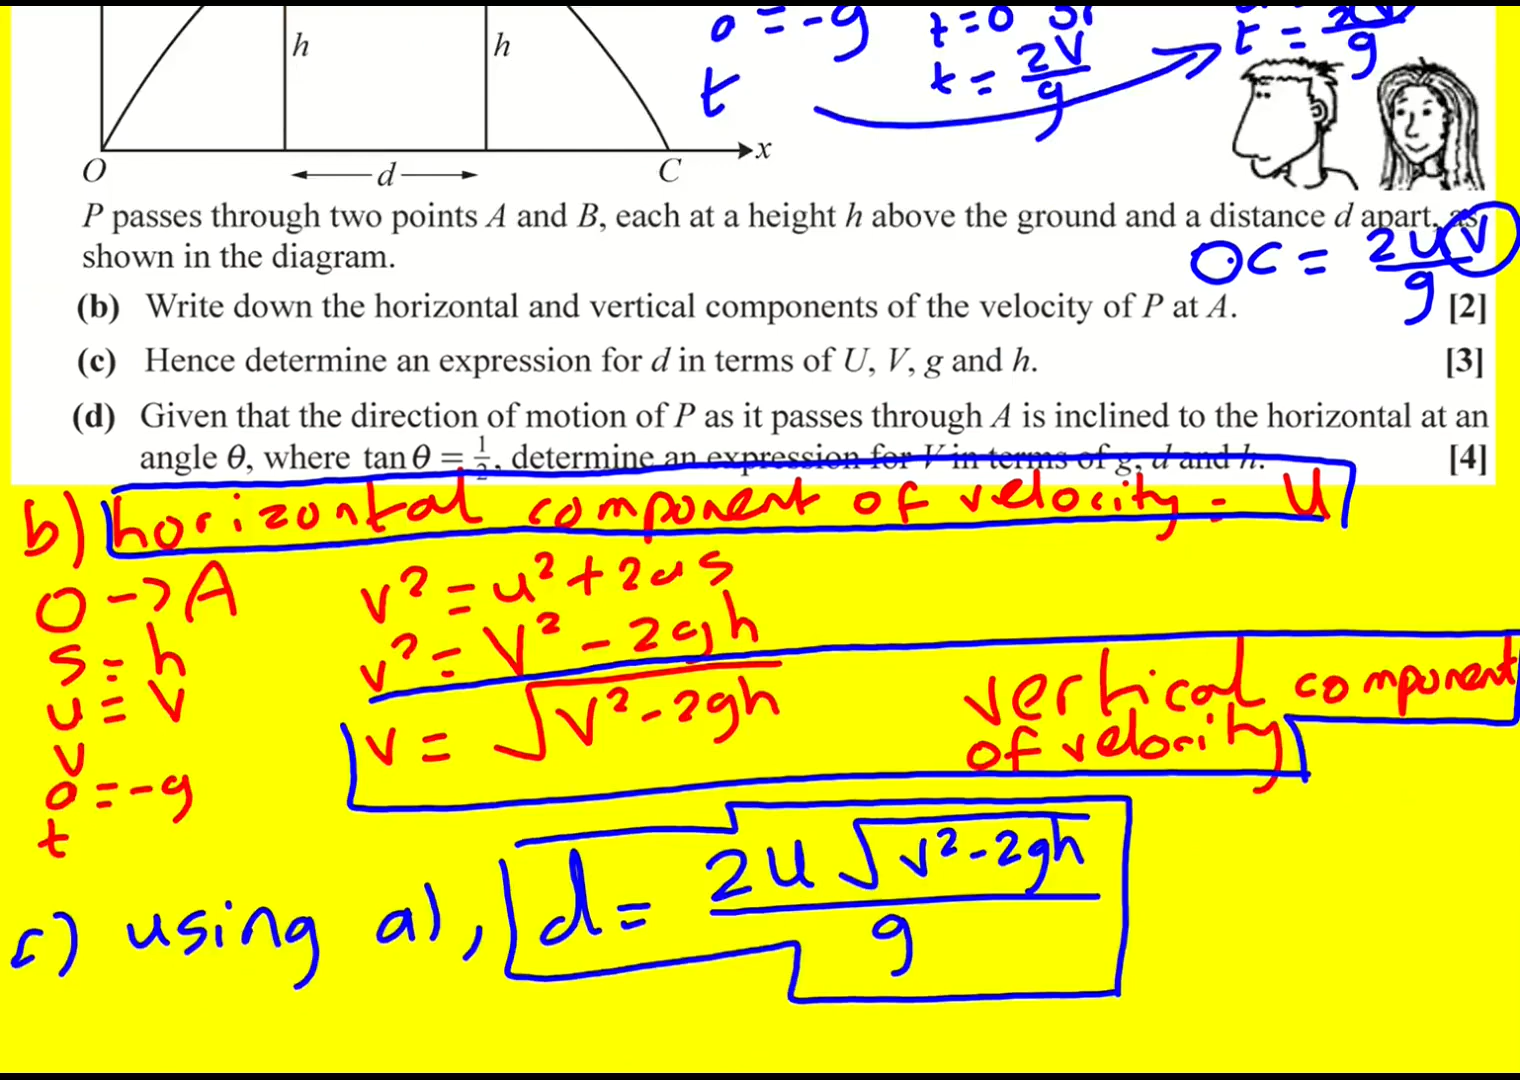 h h
O d C x
= -g t=0
t t = 2V/g
t = 2V/g
P passes through two points A and B, each at a height h above the ground and a distance d apart, as
shown in the diagram.
OC = 2UV/g
(b) Write down the horizontal and vertical components of the velocity of P at A. [2]
(c) Hence determine an expression for d in terms of U, V, g and h. [3]
(d) Given that the direction of motion of P as it passes through A is inclined to the horizontal at an
angle θ, where tan θ = 1/2, determine an expression for V in terms of g, d and h. [4]
b) horizontal component of velocity = U
O -> A
s = h
u = V
v
a = -g
t
v² = u² + 2as
v² = V² - 2gh
v = √(V² - 2gh)
vertical component
of velocity
c) using a), d = 2U√(V² - 2gh)/g